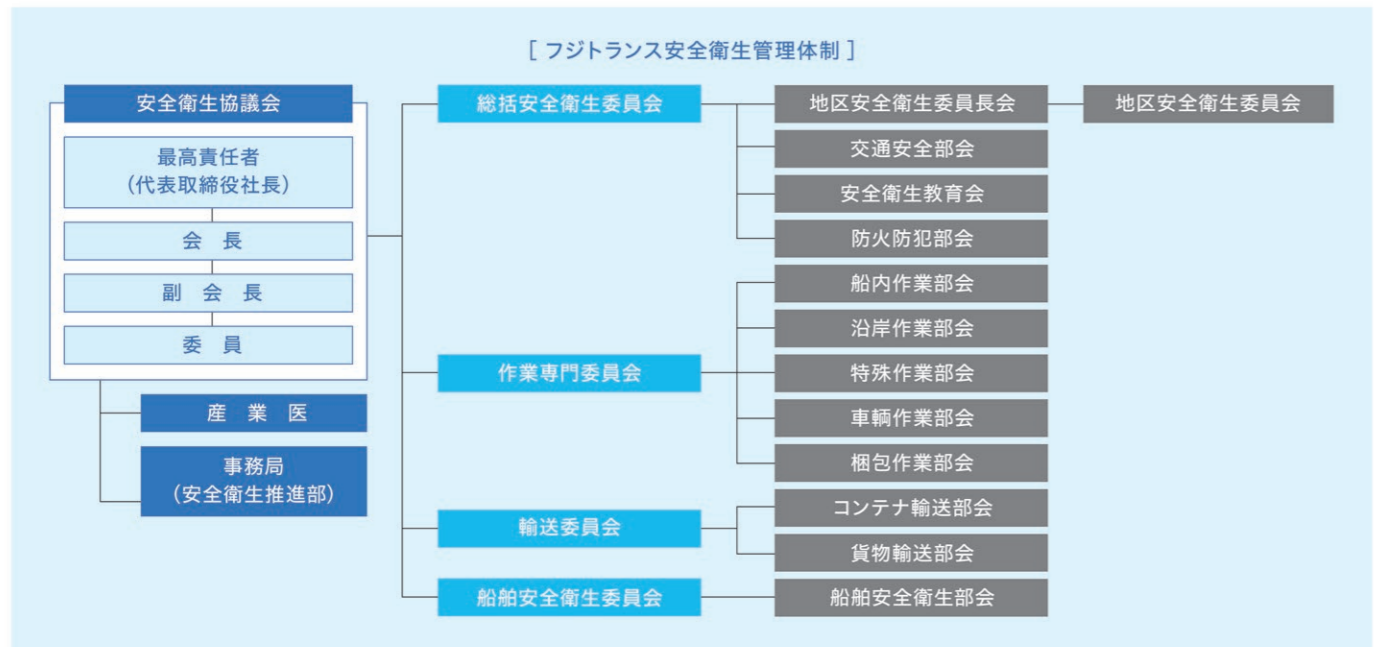 [ フジトランス安全衛生管理体制 ]
安全衛生協議会
最高責任者
(代表取締役社長)
会 長
副 会 長
委 員
産 業 医
事務局
(安全衛生推進部)
総括安全衛生委員会
地区安全衛生委員長会
地区安全衛生委員会
交通安全部会
安全衛生教育会
防火防犯部会
作業専門委員会
船内作業部会
沿岸作業部会
特殊作業部会
車輌作業部会
梱包作業部会
輸送委員会
コンテナ輸送部会
貨物輸送部会
船舶安全衛生委員会
船舶安全衛生部会